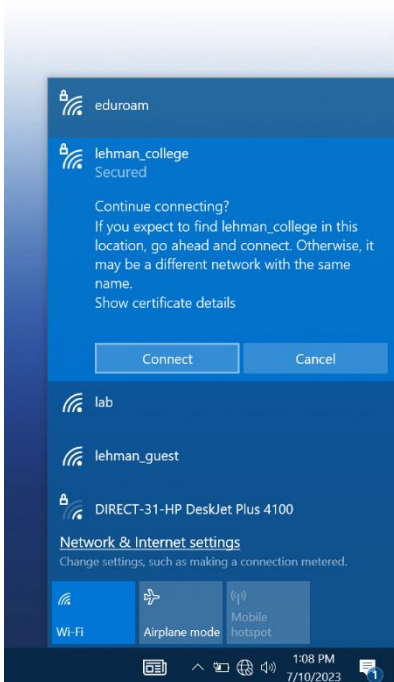 eduroam
lehman_college
Secured
Continue connecting?
If you expect to find lehman_college in this
location, go ahead and connect. Otherwise, it
may be a different network with the same
name.
Show certificate details
Connect Cancel
lab
lehman_guest
DIRECT-31-HP DeskJet Plus 4100
Network & Internet settings
Change settings, such as making a connection metered.
Wi-Fi Airplane mode Mobile
hotspot
1:08 PM
7/10/2023
1